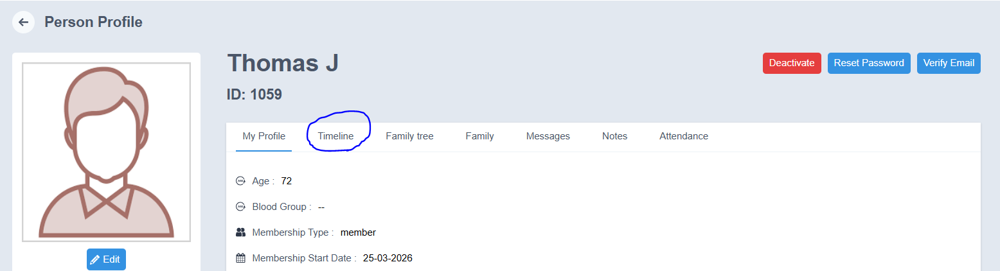 Person Profile
Thomas J
Deactivate Reset Password Verify Email
ID: 1059
My Profile Timeline Family tree Family Messages Notes Attendance
Age : 72
Blood Group : --
Membership Type : member
Membership Start Date : 25-03-2026
Edit